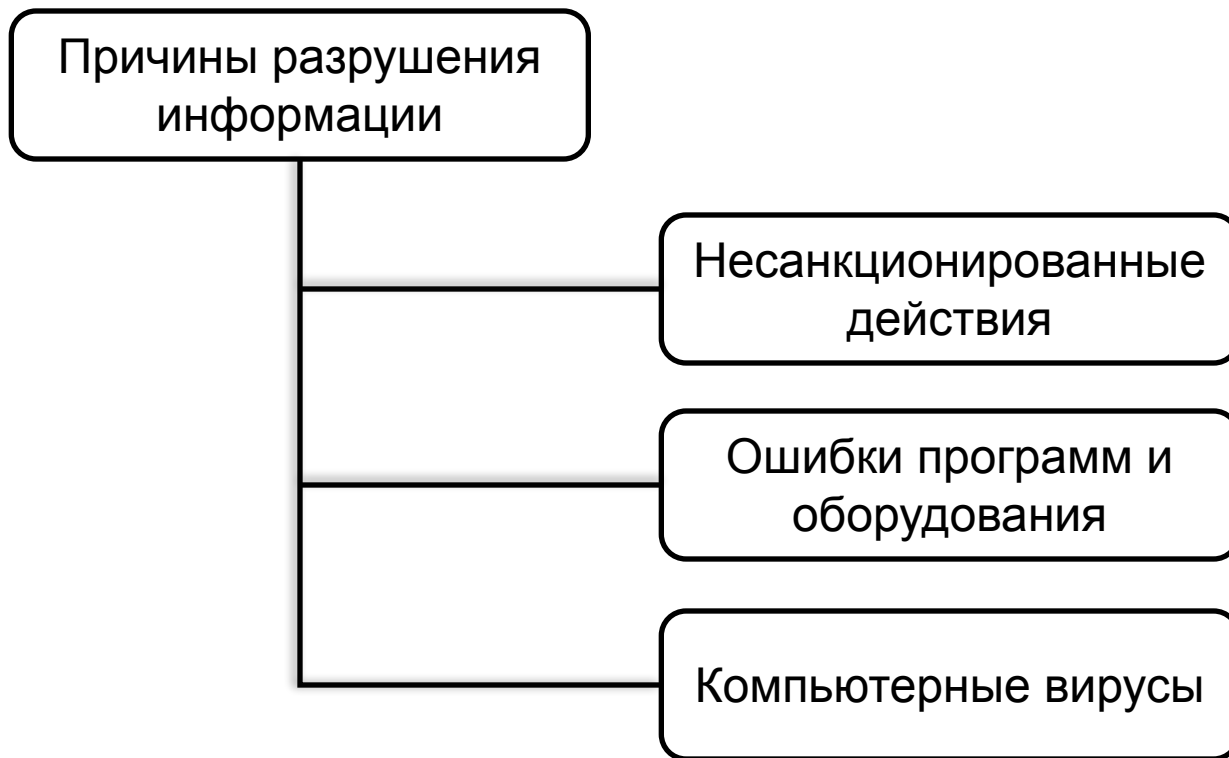 Причины разрушения
информации
Несанкционированные
действия
Ошибки программ и
оборудования
Компьютерные вирусы